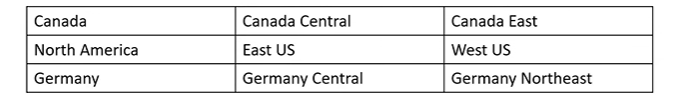 Canada Canada Central Canada East
North America East US West US
Germany Germany Central Germany Northeast